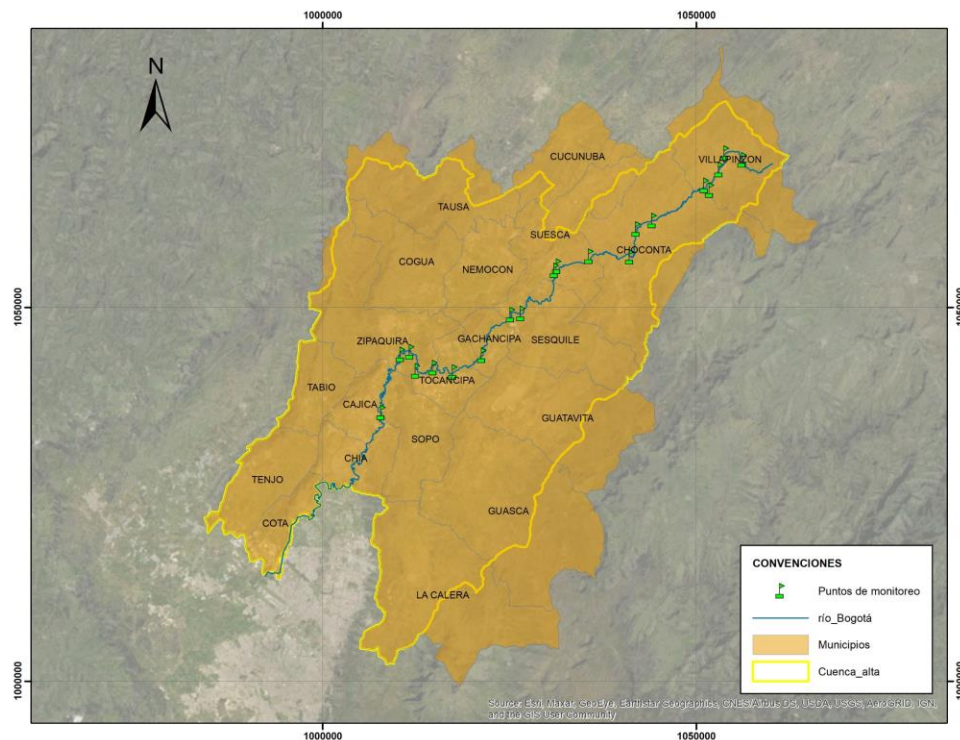 1000000
1050000
N
CUCUNUBA
VILLAPINZON
TAUSA
SUESCA
CHOCONTA
COGUA
NEMOCON
1050000
1050000
ZIPAQUIRA
GACHANCIPA
SESQUILE
TOCANCIPA
TABIO
CAJICA
GUATAVITA
SOPO
CHIA
TENJO
GUASCA
COTA
LA CALERA
CONVENCIONES
Puntos de monitoreo
río_Bogotá
Municipios
Cuenca_alta
1000000
1000000
Source: Esri, Maxar, GeoEye, Earthstar Geographics, CNES/Airbus DS, USDA, USGS, AeroGRID, IGN,
and the GIS User Community
1000000
1050000